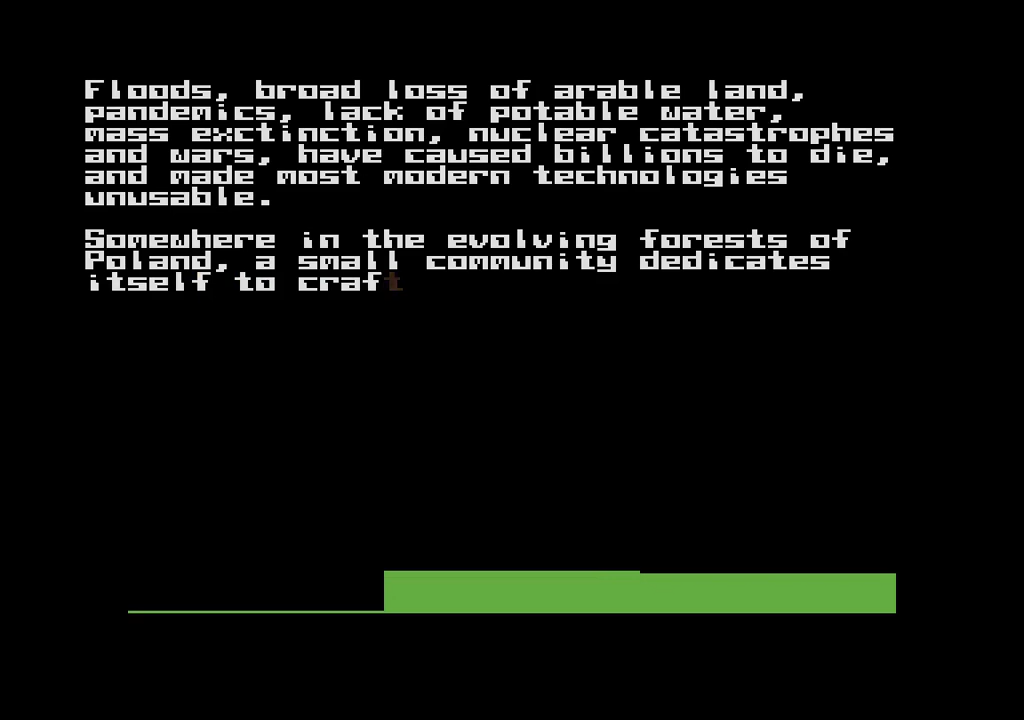 Floods, broad loss of arable land,
pandemics, lack of potable water,
mass exctinction, nuclear catastrophes
and wars, have caused billions to die,
and made most modern technologies
unusable.
Somewhere in the evolving forests of
Poland, a small community dedicates
itself to craft